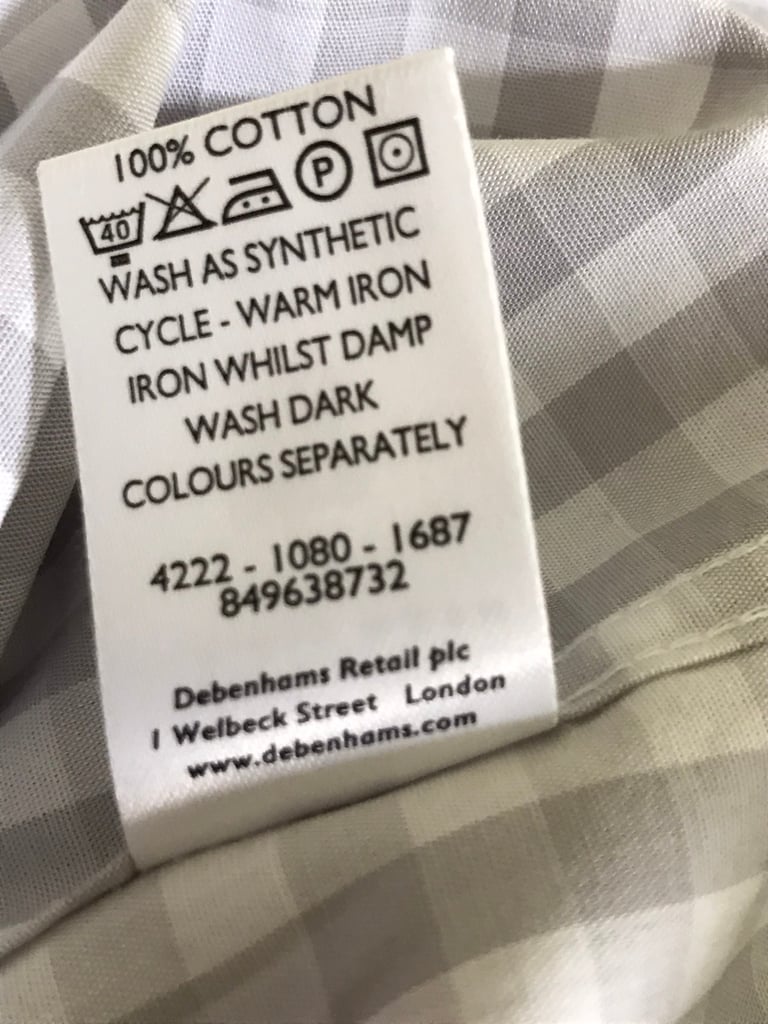 100% COTTON
40 P
WASH AS SYNTHETIC
CYCLE - WARM IRON
IRON WHILST DAMP
WASH DARK
COLOURS SEPARATELY
4222 - 1080 - 1687
849638732
Debenhams Retail plc
1 Welbeck Street London
www.debenhams.com